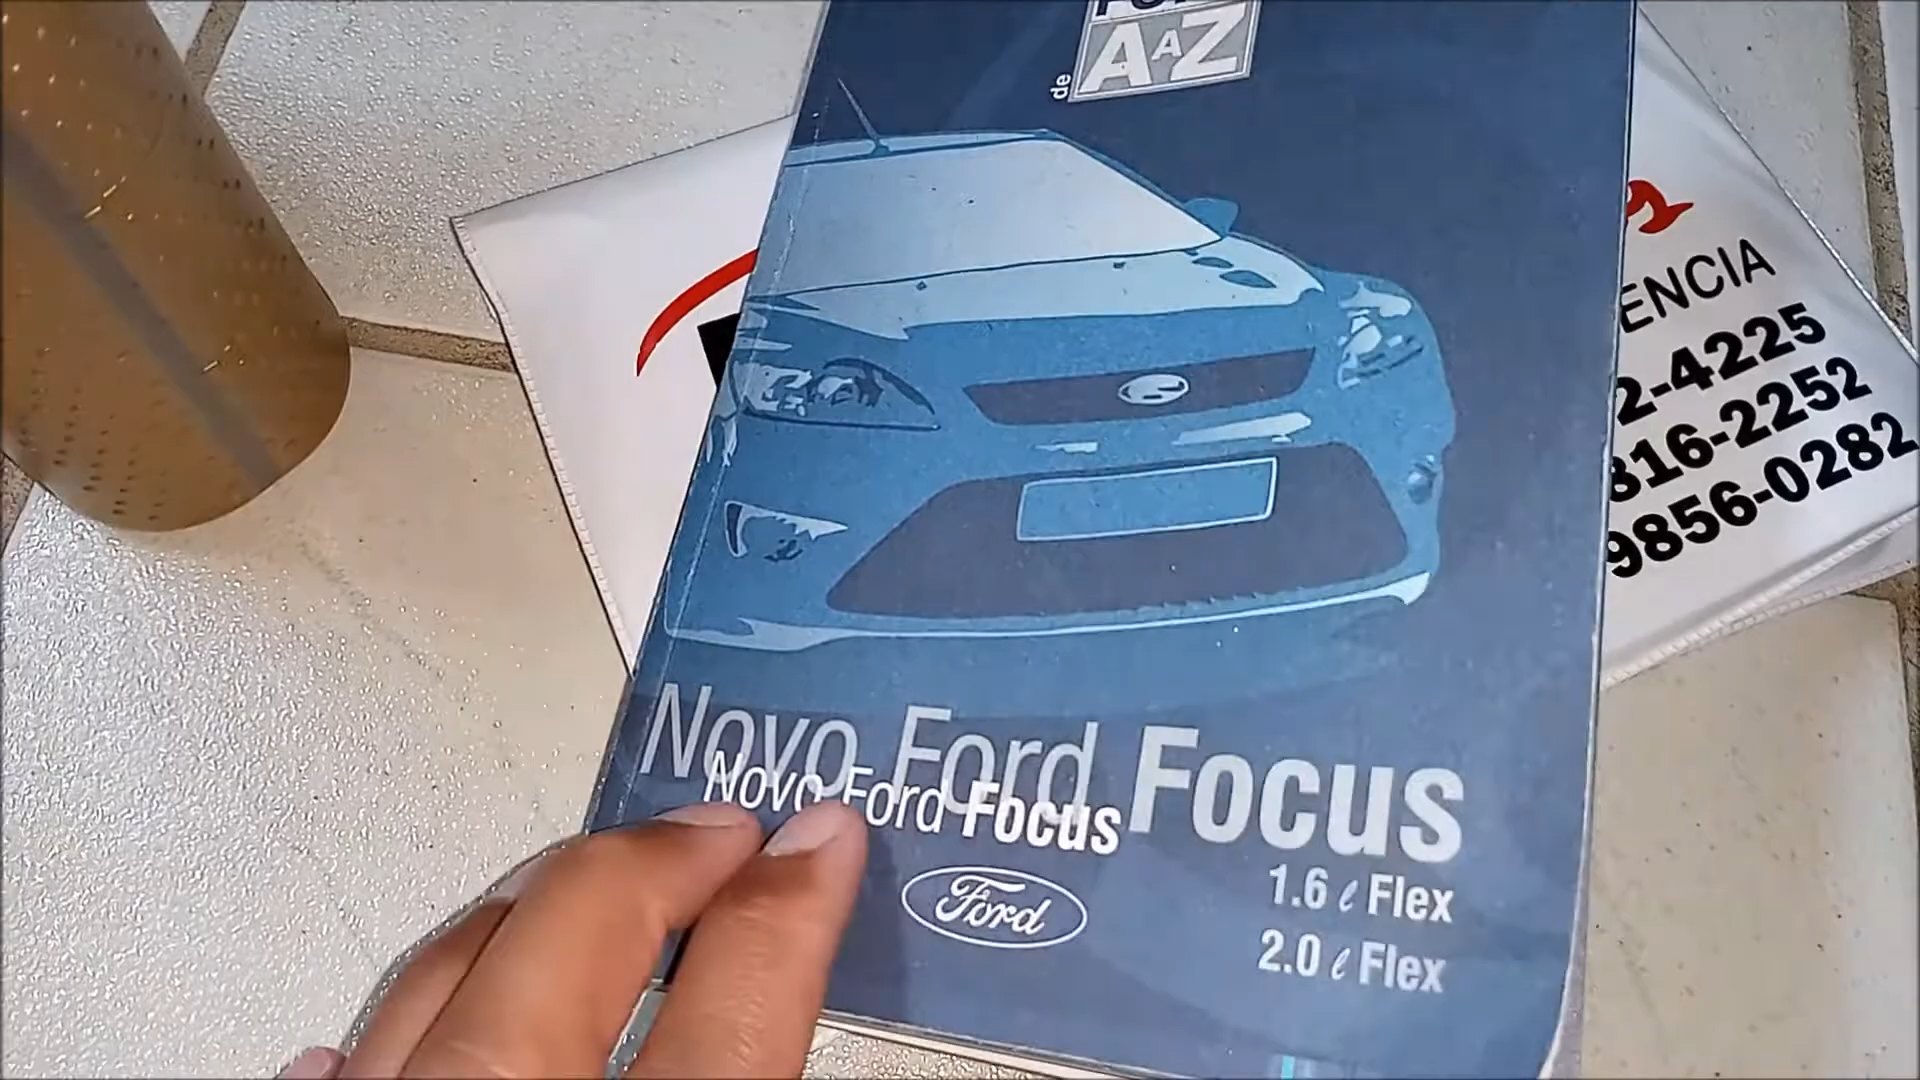 de
A A Z
ENCIA
2-4225
816-2252
9856-0282
Novo Ford Focus
Novo Ford Focus
Ford
1.6 ℓ Flex
2.0 ℓ Flex